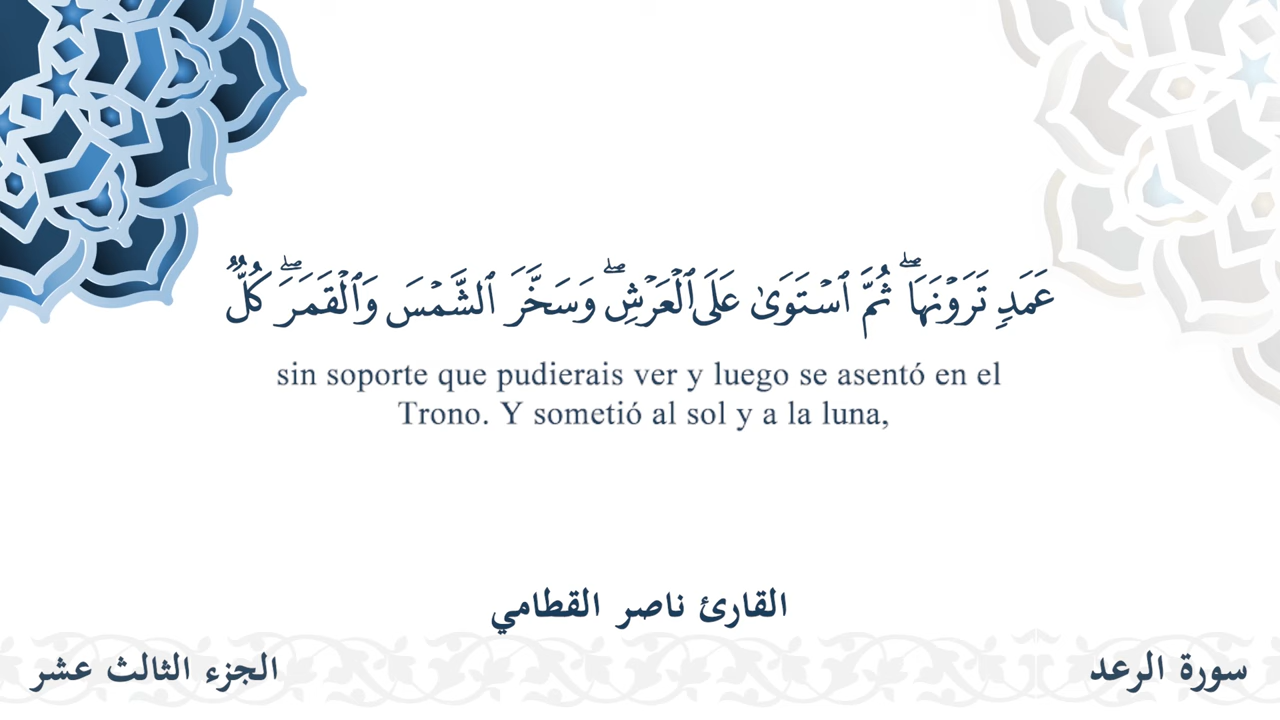 عَمَدٍ تَرَوۡنَهَاۖ ثُمَّ ٱسۡتَوَىٰ عَلَى ٱلۡعَرۡشِۖ وَسَخَّرَ ٱلشَّمۡسَ وَٱلۡقَمَرَۖ كُلّٞ
sin soporte que pudierais ver y luego se asentó en el
Trono. Y sometió al sol y a la luna,
القارئ ناصر القطامي
سورة الرعد
الجزء الثالث عشر